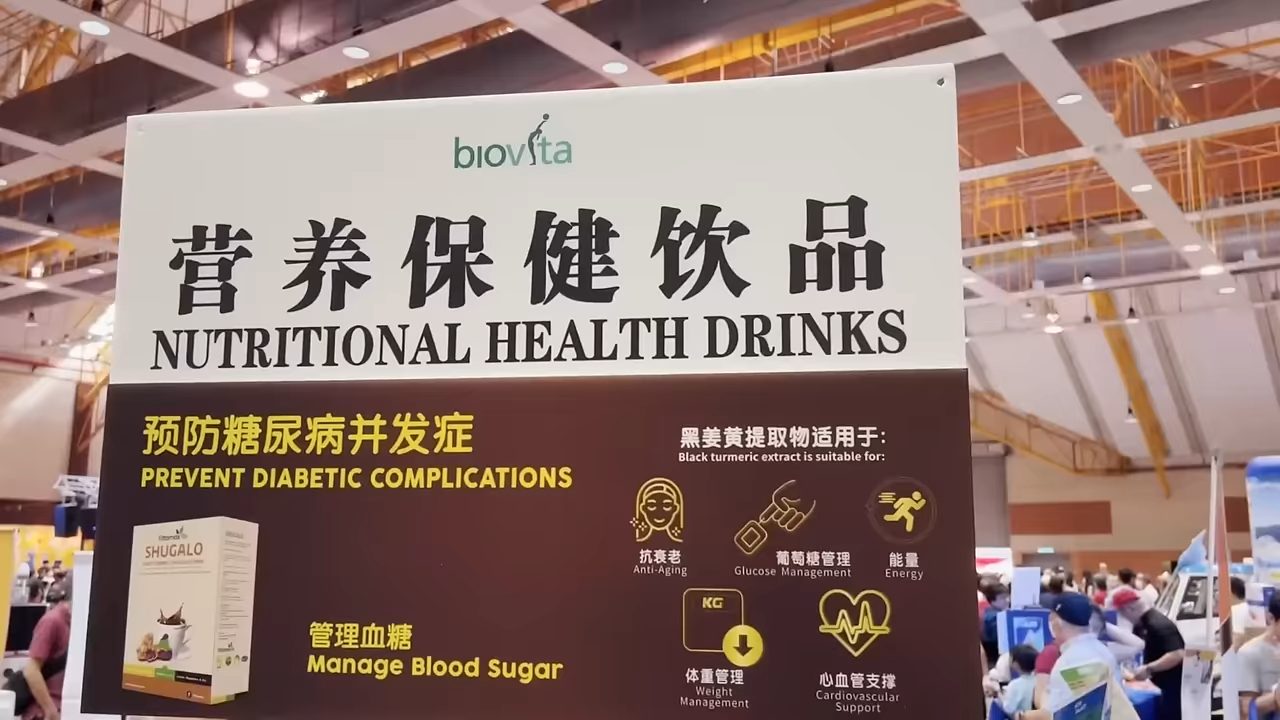 biovita
营养保健饮品
NUTRITIONAL HEALTH DRINKS
预防糖尿病并发症
PREVENT DIABETIC COMPLICATIONS
SHUGALO
管理血糖
Manage Blood Sugar
黑姜黄提取物适用于:
Black turmeric extract is suitable for:
抗衰老
Anti-Aging
葡萄糖管理
Glucose Management
能量
Energy
KG
体重管理
Weight
Management
心血管支撑
Cardiovascular
Support